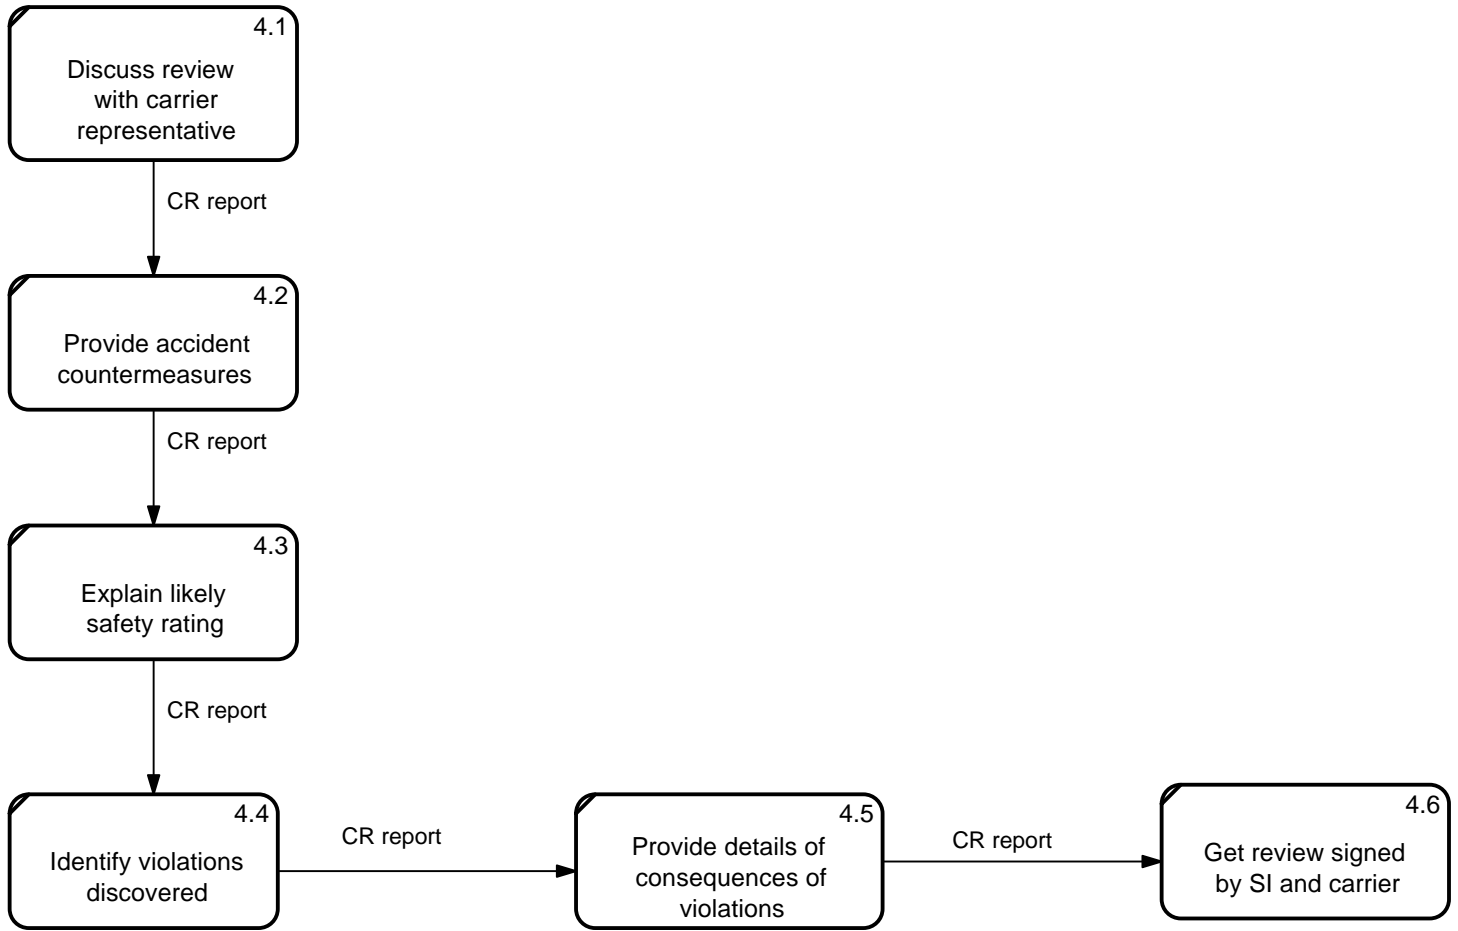 4.1
Discuss review
with carrier
representative
CR report
4.2
Provide accident
countermeasures
CR report
4.3
Explain likely
safety rating
CR report
4.4
Identify violations
discovered
CR report
4.5
Provide details of
consequences of
violations
CR report
4.6
Get review signed
by SI and carrier